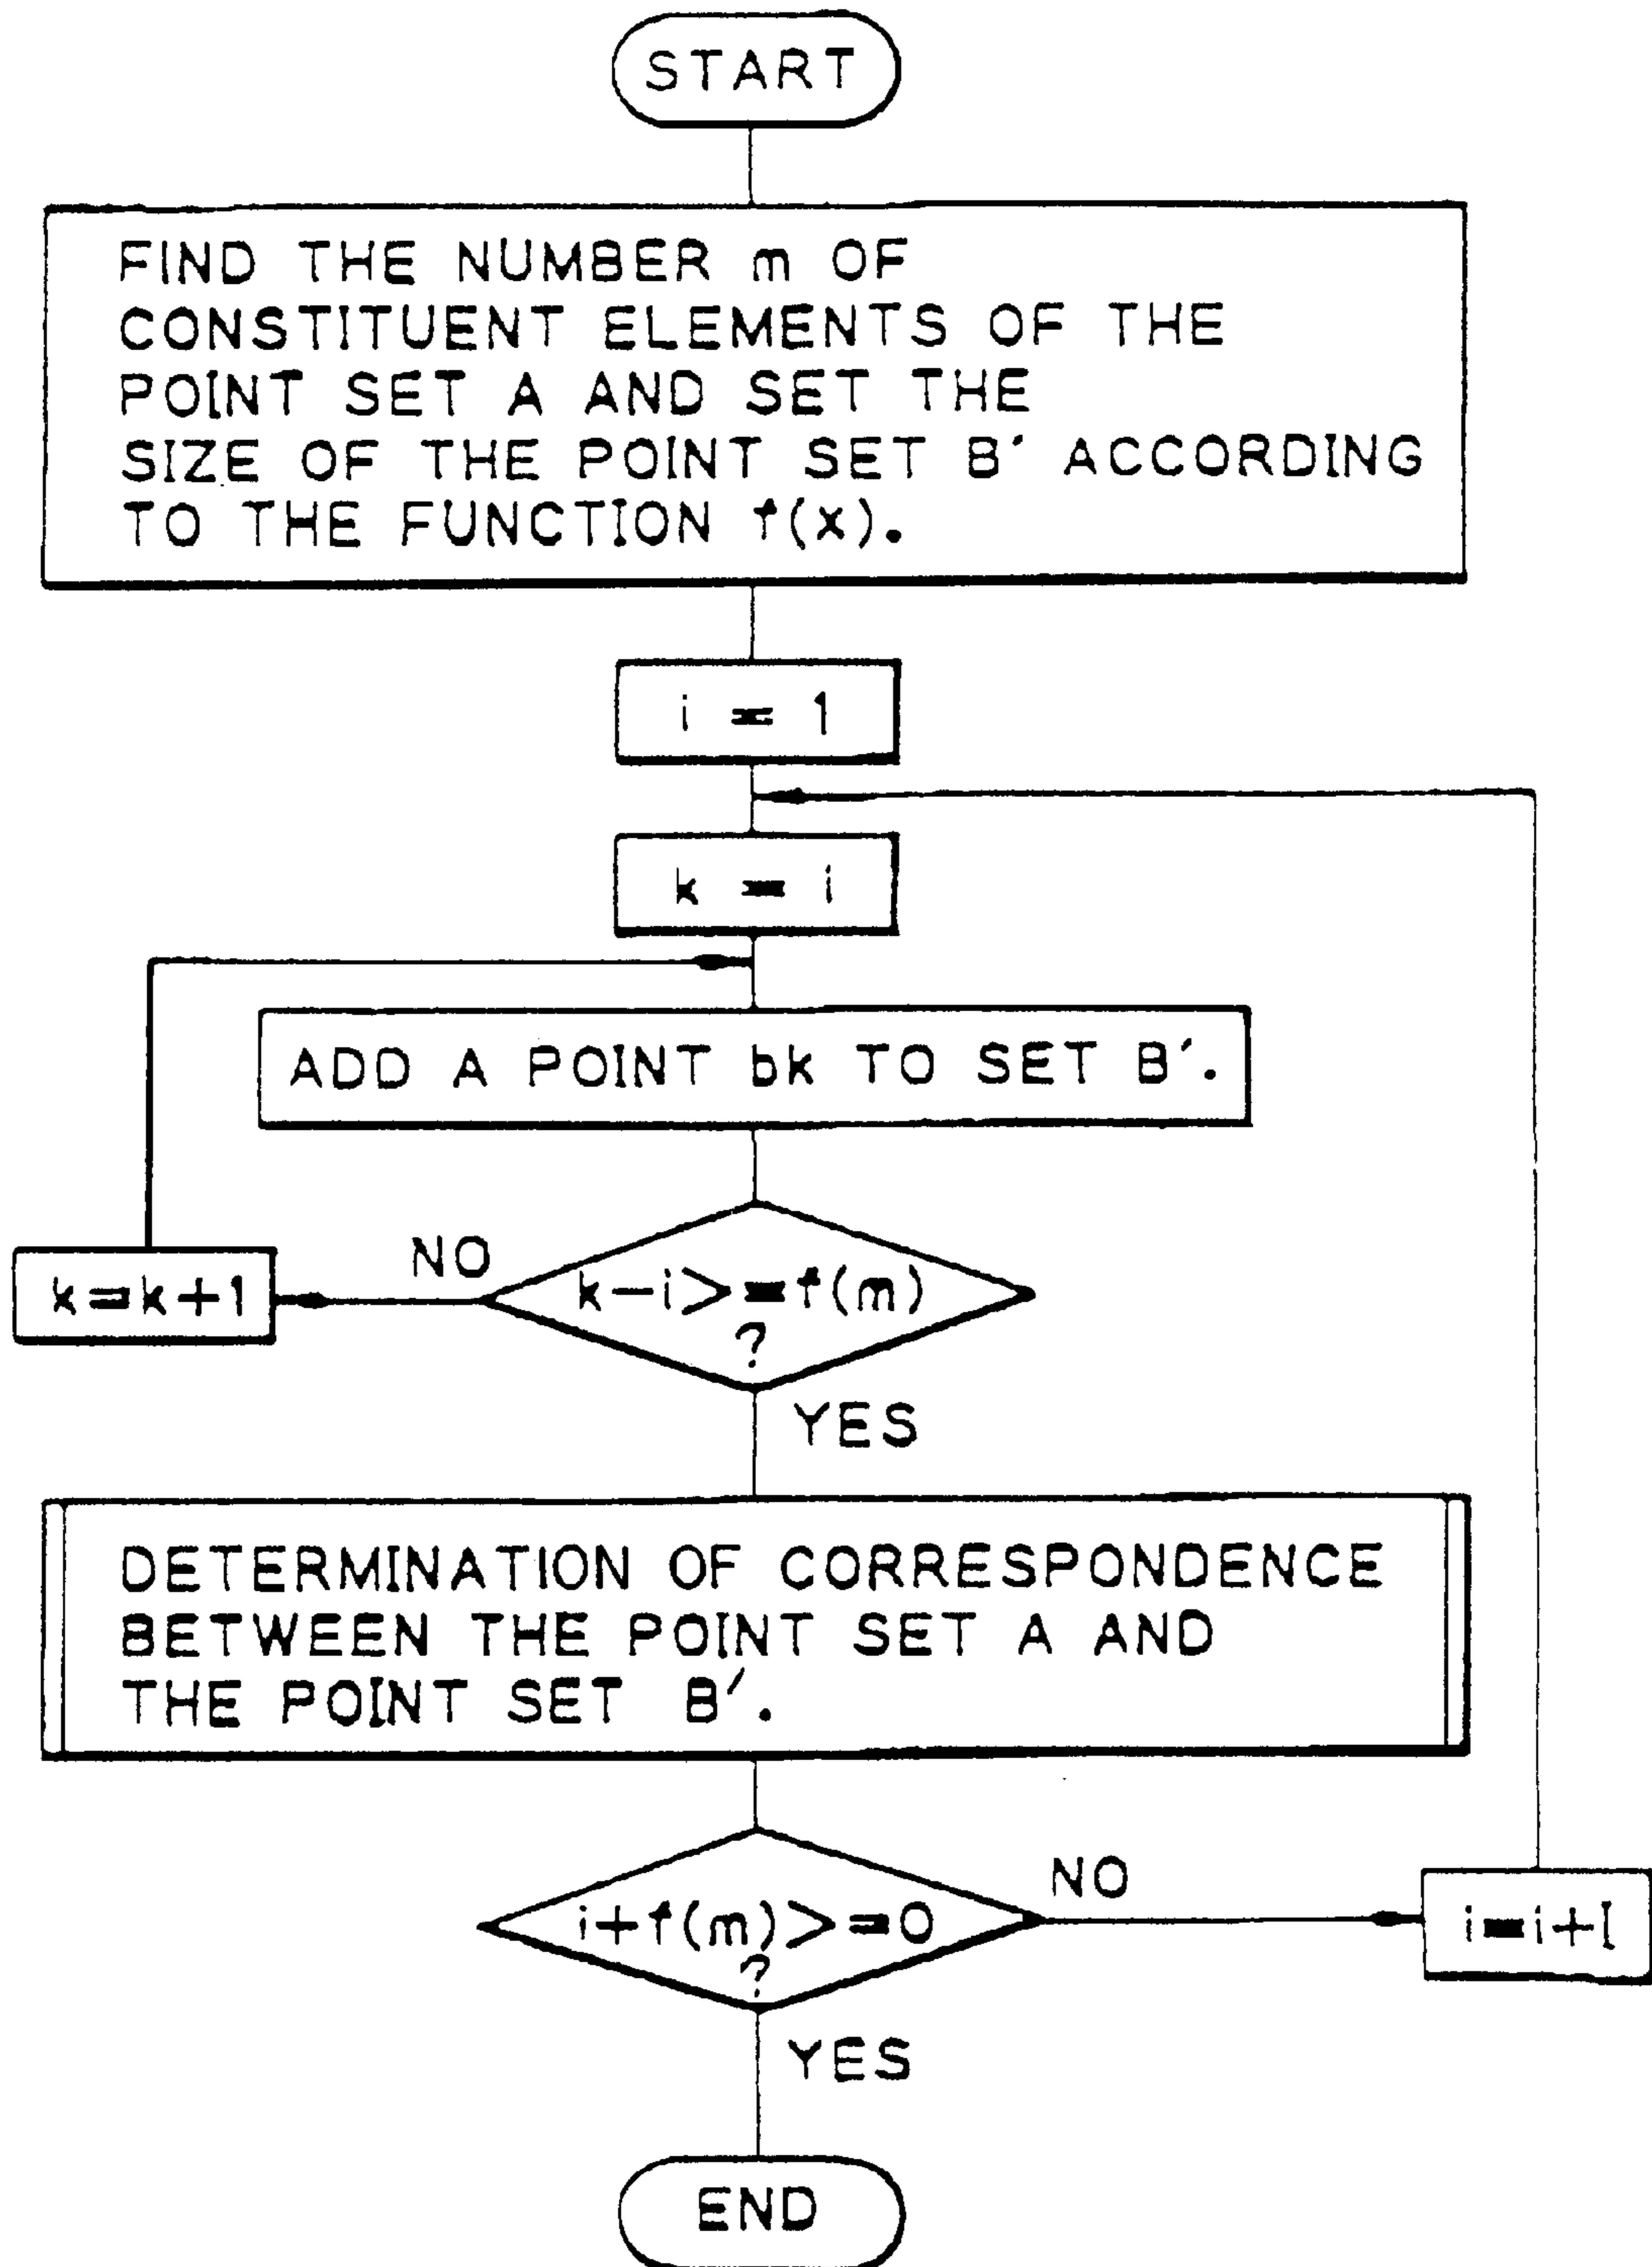 START
FIND THE NUMBER m OF
CONSTITUENT ELEMENTS OF THE
POINT SET A AND SET THE
SIZE OF THE POINT SET B' ACCORDING
TO THE FUNCTION f(x).
i = 1
k = i
ADD A POINT bk TO SET B'.
NO
k=k+1
k-i>=f(m)
?
YES
DETERMINATION OF CORRESPONDENCE
BETWEEN THE POINT SET A AND
THE POINT SET B'.
NO
i+f(m)>=0
?
i=i+I
YES
END